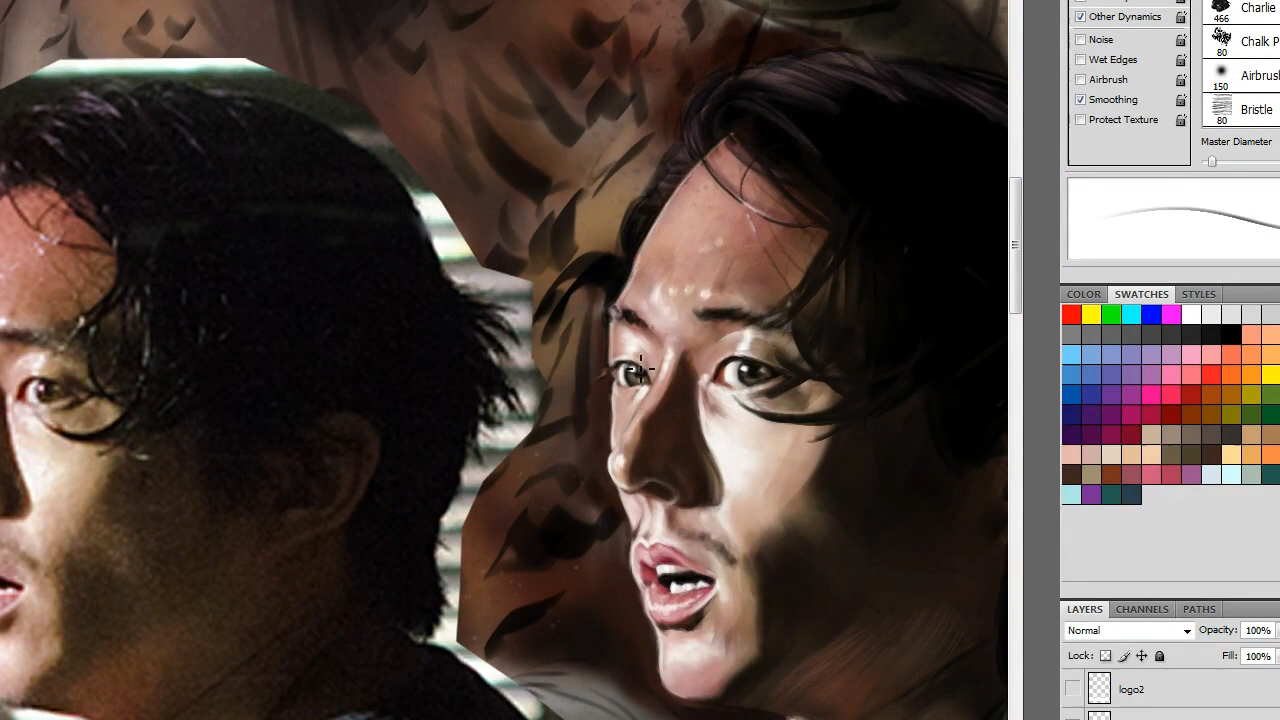 Other Dynamics
Noise
Wet Edges
Airbrush
Smoothing
Protect Texture
466
Charlie
80
Chalk P
150
Airbrus
80
Bristle
Master Diameter
COLOR SWATCHES STYLES
LAYERS CHANNELS PATHS
Normal Opacity: 100%
Lock: Fill: 100%
logo2